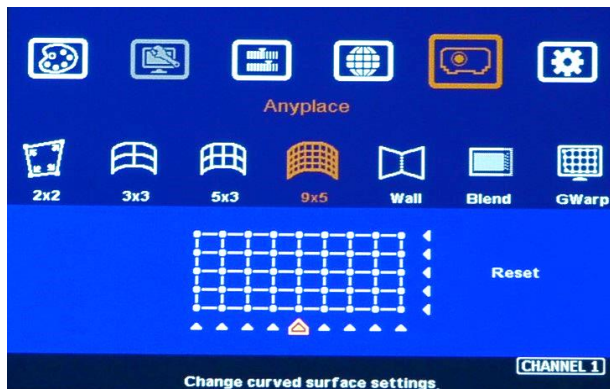 Anyplace
2x2 3x3 5x3 9x5 Wall Blend GWarp
Reset
CHANNEL 1
Change curved surface settings.